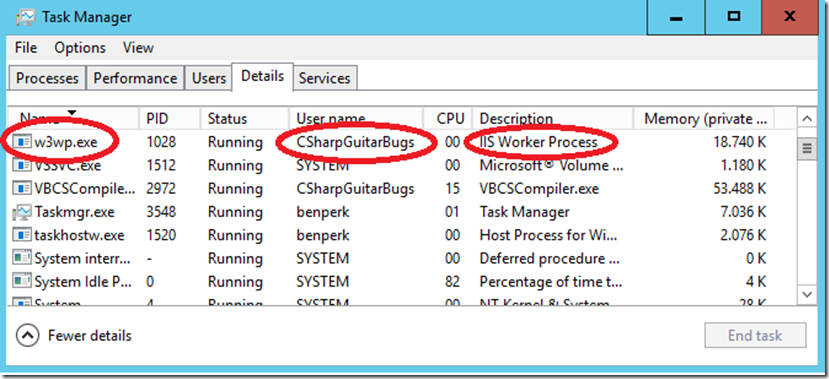 Task Manager
File Options View
Processes Performance Users Details Services
Name PID Status User name CPU Description Memory (private ...
w3wp.exe 1028 Running CSharpGuitarBugs 00 IIS Worker Process 18.740 K
VSSVC.exe 1512 Running SYSTEM 00 Microsoft® Volume ... 1.180 K
VBCSCompile... 2972 Running CSharpGuitarBugs 15 VBCSCompiler.exe 53.488 K
Taskmgr.exe 3548 Running benperk 01 Task Manager 7.036 K
taskhostw.exe 1520 Running benperk 00 Host Process for Wi... 2.076 K
System interr... - Running SYSTEM 00 Deferred procedure ... 0 K
System Idle P... 0 Running SYSTEM 82 Percentage of time t... 4 K
System 4 Running SYSTEM 00 NT Kernel & System 28 K
Fewer details End task